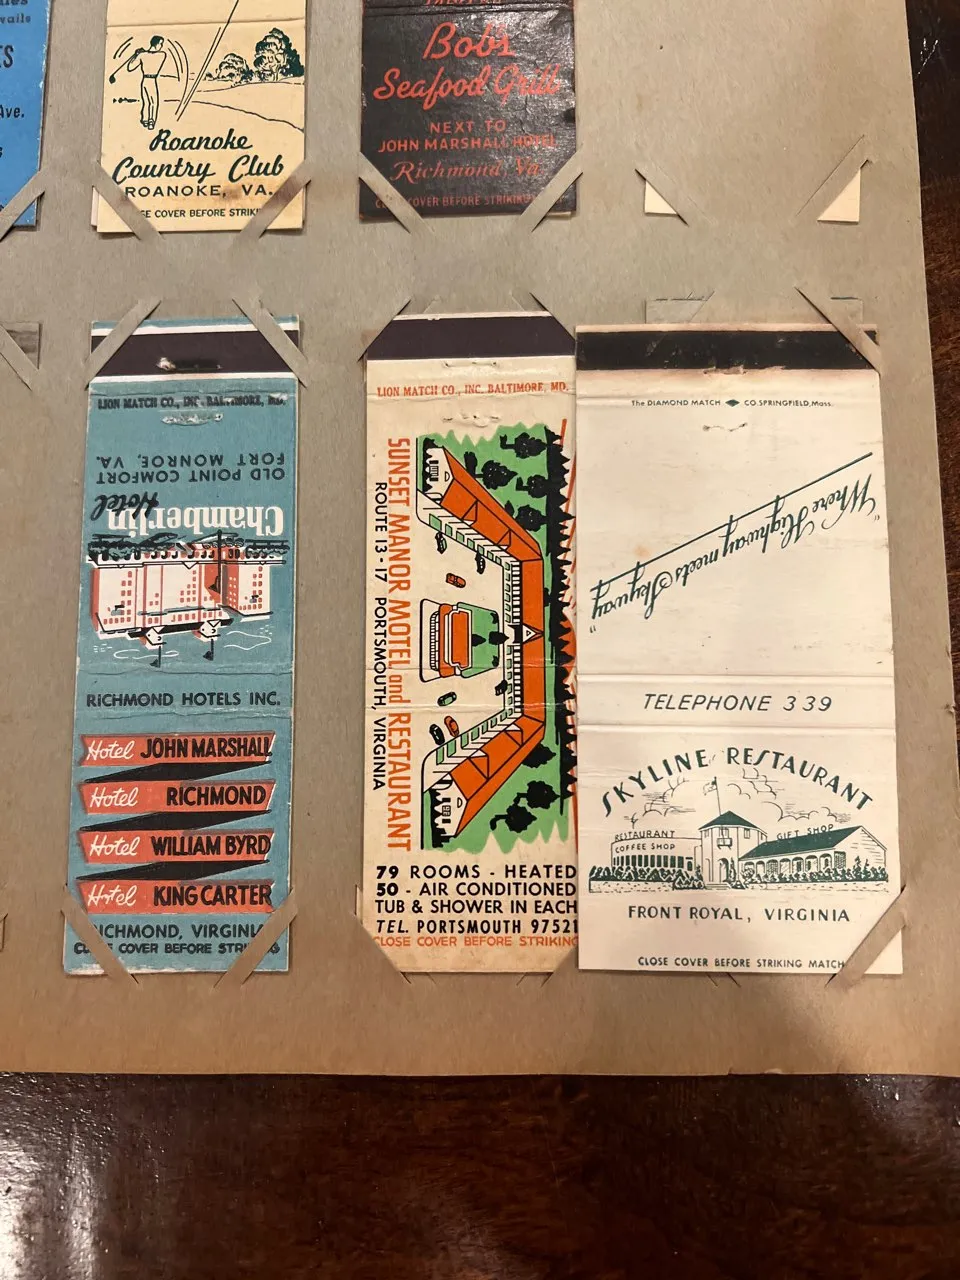 Ave.
Roanoke
Country Club
ROANOKE, VA.
SE COVER BEFORE STRIKI
Bob's
Seafood Grill
NEXT TO
JOHN MARSHALL HOTEL
Richmond Va.
COVER BEFORE STRIKING
LION MATCH CO., INC. BALTIMORE, MD.
OLD POINT COMFORT
FORT MONROE, VA.
Hotel
Chamberlin
RICHMOND HOTELS INC.
Hotel JOHN MARSHALL
Hotel RICHMOND
Hotel WILLIAM BYRD
Hotel KING CARTER
RICHMOND, VIRGINIA
CLOSE COVER BEFORE STRIKING
LION MATCH CO., INC. BALTIMORE, MD.
SUNSET MANOR MOTEL and RESTAURANT
ROUTE 13-17 PORTSMOUTH, VIRGINIA
79 ROOMS - HEATED
50 - AIR CONDITIONED
TUB & SHOWER IN EACH
TEL. PORTSMOUTH 97521
CLOSE COVER BEFORE STRIKING
The DIAMOND MATCH CO. SPRINGFIELD, Mass.
"Where Highway meets Skyway"
TELEPHONE 339
SKYLINE RESTAURANT
RESTAURANT
COFFEE SHOP
GIFT SHOP
FRONT ROYAL, VIRGINIA
CLOSE COVER BEFORE STRIKING MATCH